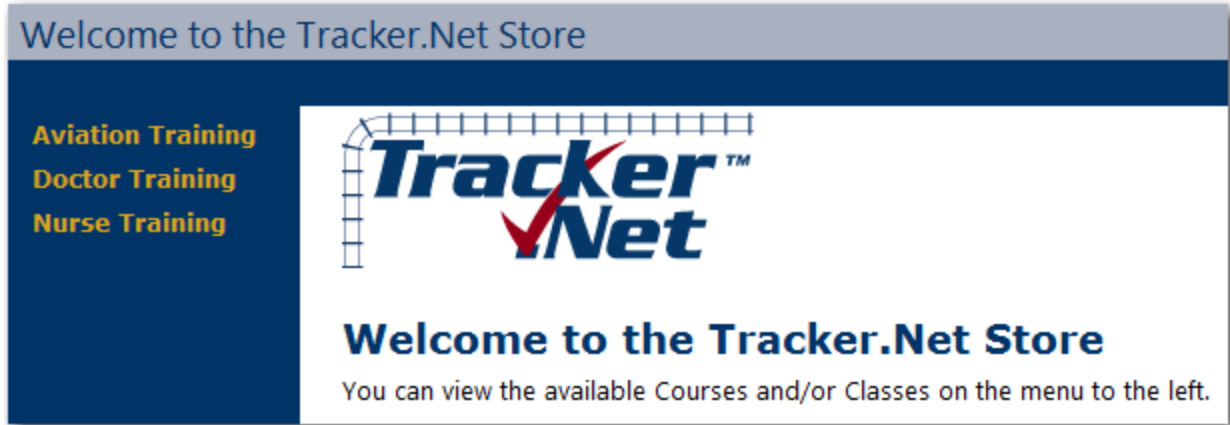 Welcome to the Tracker.Net Store
Aviation Training
Doctor Training
Nurse Training
Tracker™
.Net
Welcome to the Tracker.Net Store
You can view the available Courses and/or Classes on the menu to the left.